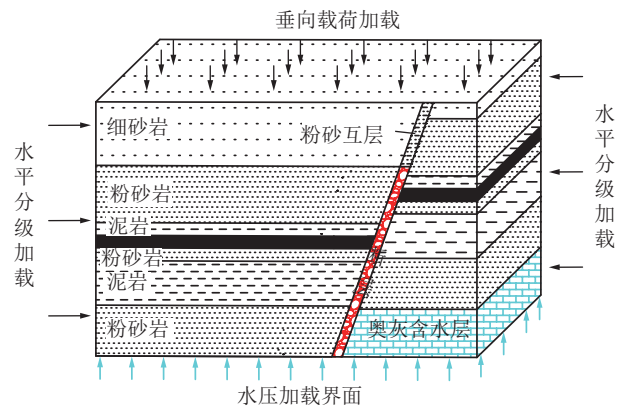 垂向载荷加载
细砂岩
粉砂互层
水平分级加载
水平分级加载
粉砂岩
泥岩
粉砂岩
泥岩
粉砂岩
奥灰含水层
水压加载界面